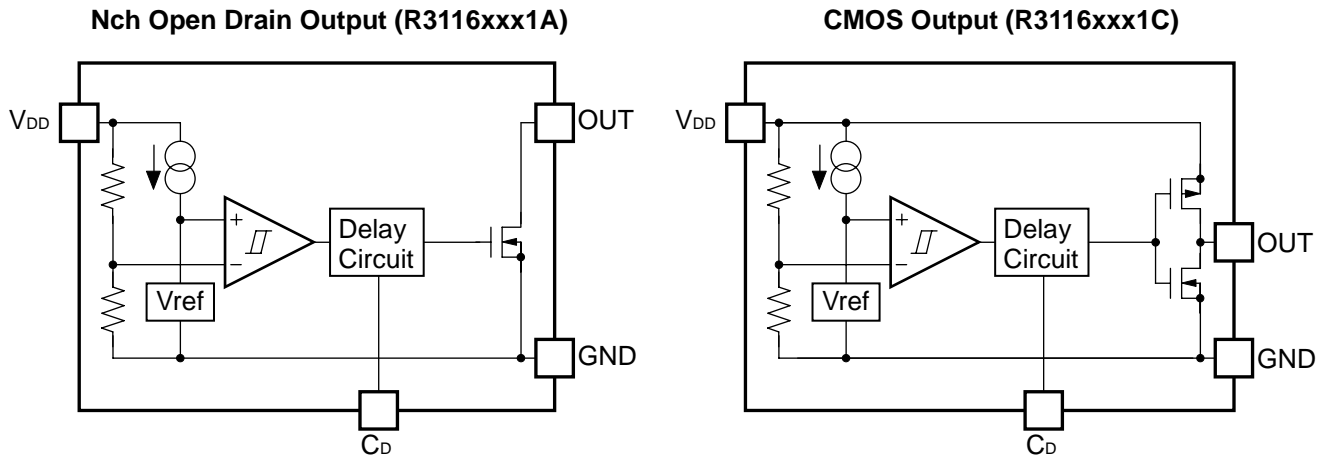 Nch Open Drain Output (R3116xxx1A)
VDD
OUT
+
−
Delay
Circuit
Vref
GND
CD
CMOS Output (R3116xxx1C)
VDD
+
−
Delay
Circuit
OUT
Vref
GND
CD